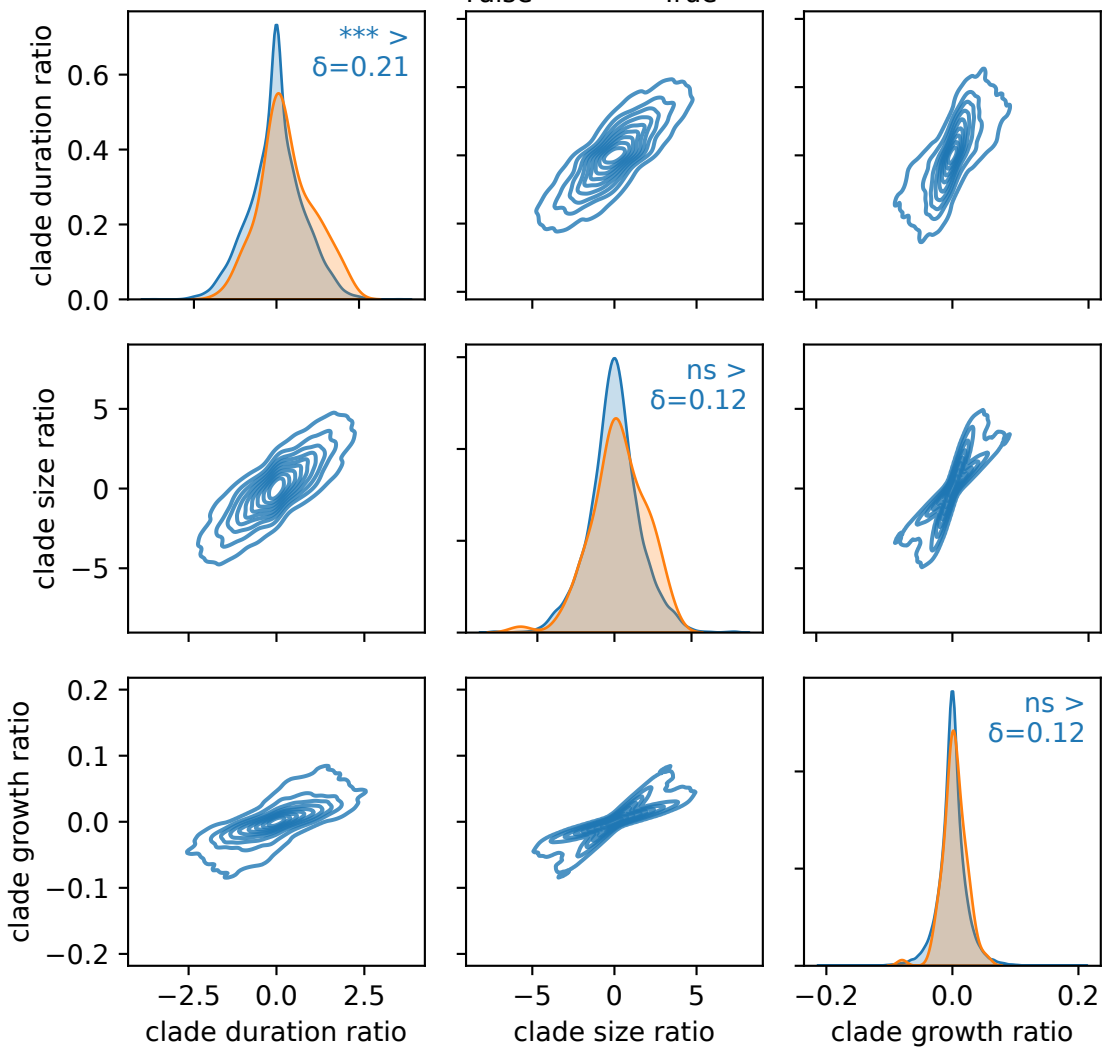 False True
clade duration ratio
0.6
0.4
0.2
0.0
*** >
δ=0.21
clade size ratio
5
0
−5
ns >
δ=0.12
clade growth ratio
0.2
0.1
0.0
−0.1
−0.2
ns >
δ=0.12
−2.5 0.0 2.5
−5 0 5
−0.2 0.0 0.2
clade duration ratio
clade size ratio
clade growth ratio